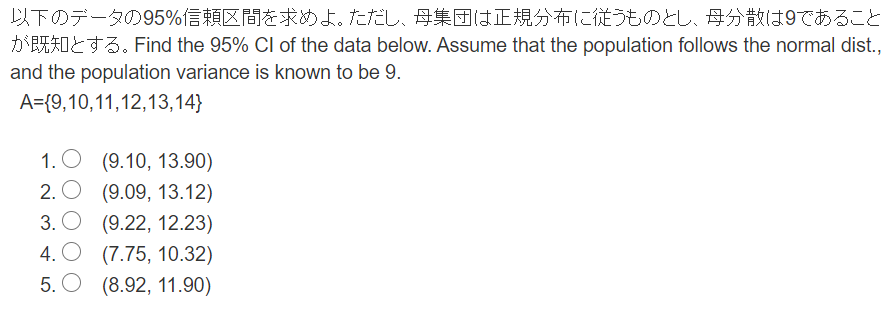 以下のデータの95%信頼区間を求めよ。ただし、母集団は正規分布に従うものとし、母分散は9であること
が既知とする。Find the 95% CI of the data below. Assume that the population follows the normal dist.,
and the population variance is known to be 9.
A={9,10,11,12,13,14}
1. (9.10, 13.90)
2. (9.09, 13.12)
3. (9.22, 12.23)
4. (7.75, 10.32)
5. (8.92, 11.90)